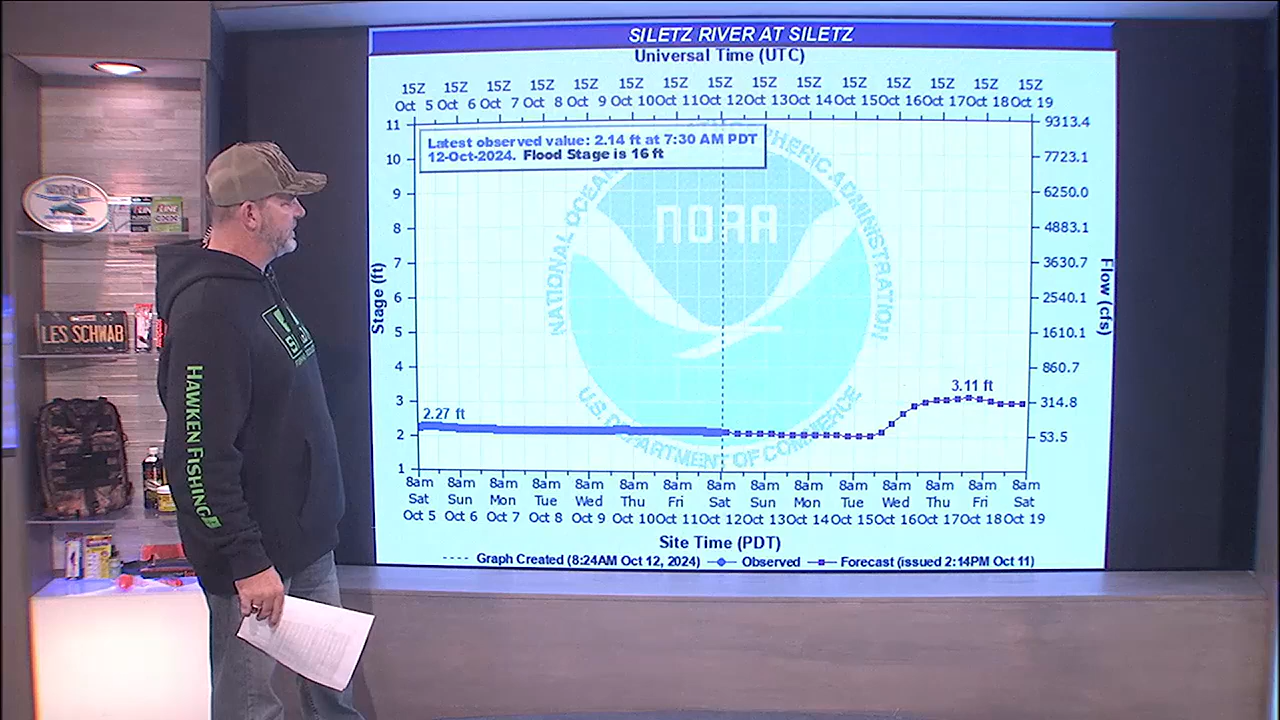 SILETZ RIVER AT SILETZ
Universal Time (UTC)
15Z 15Z 15Z 15Z 15Z 15Z 15Z 15Z 15Z 15Z 15Z 15Z 15Z 15Z 15Z
Oct 5 Oct 6 Oct 7 Oct 8 Oct 9 Oct 10 Oct 11 Oct 12 Oct 13 Oct 14 Oct 15 Oct 16 Oct 17 Oct 18 Oct 19
Latest observed value: 2.14 ft at 7:30 AM PDT
12-Oct-2024. Flood Stage is 16 ft
11 9313.4
10 7723.1
9 6250.0
8 4883.1
7 3630.7
6 2540.1
5 1610.1
4 860.7
3 314.8
2 53.5
1
Stage (ft)
Flow (cfs)
NOAA
NATIONAL OCEAN
PHERIC ADMINISTRATION
U.S. DEPARTMENT OF COMMERCE
2.27 ft
3.11 ft
8am 8am 8am 8am 8am 8am 8am 8am 8am 8am 8am 8am 8am 8am 8am
Sat Sun Mon Tue Wed Thu Fri Sat Sun Mon Tue Wed Thu Fri Sat
Oct 5 Oct 6 Oct 7 Oct 8 Oct 9 Oct 10 Oct 11 Oct 12 Oct 13 Oct 14 Oct 15 Oct 16 Oct 17 Oct 18 Oct 19
Site Time (PDT)
Graph Created (8:24AM Oct 12, 2024) Observed Forecast (issued 2:14PM Oct 11)
LES SCHWAB
HAWKEN FISHING